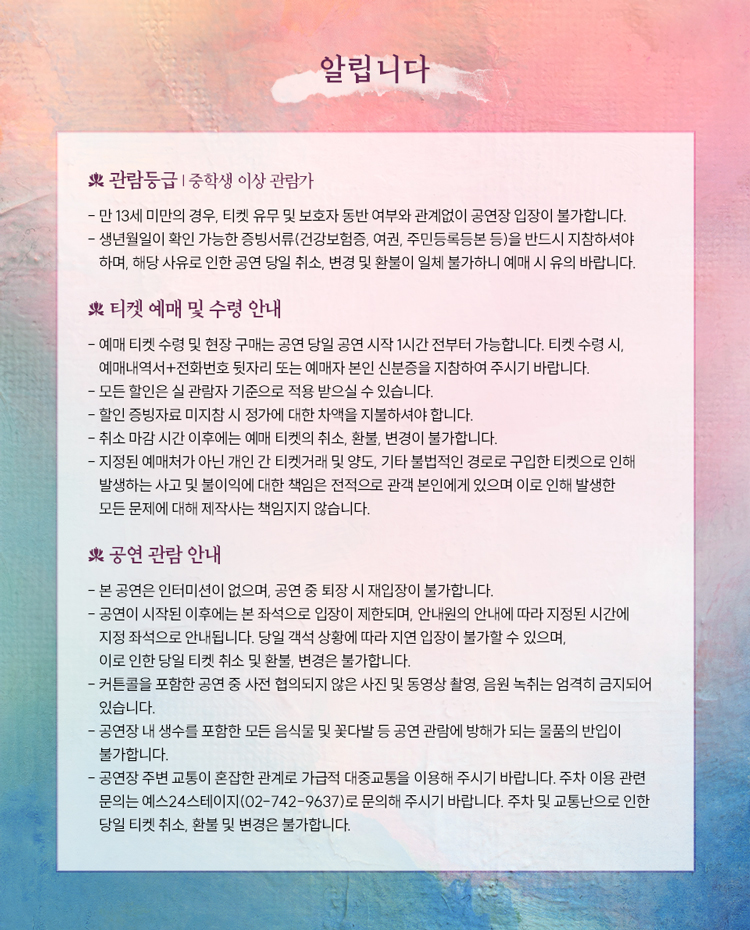 알립니다
관람등급 | 중학생 이상 관람가
- 만 13세 미만의 경우, 티켓 유무 및 보호자 동반 여부와 관계없이 공연장 입장이 불가합니다.
- 생년월일이 확인 가능한 증빙서류(건강보험증, 여권, 주민등록등본 등)을 반드시 지참하셔야
하며, 해당 사유로 인한 공연 당일 취소, 변경 및 환불이 일체 불가하니 예매 시 유의 바랍니다.
티켓 예매 및 수령 안내
- 예매 티켓 수령 및 현장 구매는 공연 당일 공연 시작 1시간 전부터 가능합니다. 티켓 수령 시,
예매내역서+전화번호 뒷자리 또는 예매자 본인 신분증을 지참하여 주시기 바랍니다.
- 모든 할인은 실 관람자 기준으로 적용 받으실 수 있습니다.
- 할인 증빙자료 미지참 시 정가에 대한 차액을 지불하셔야 합니다.
- 취소 마감 시간 이후에는 예매 티켓의 취소, 환불, 변경이 불가합니다.
- 지정된 예매처가 아닌 개인 간 티켓거래 및 양도, 기타 불법적인 경로로 구입한 티켓으로 인해
발생하는 사고 및 불이익에 대한 책임은 전적으로 관객 본인에게 있으며 이로 인해 발생한
모든 문제에 대해 제작사는 책임지지 않습니다.
공연 관람 안내
- 본 공연은 인터미션이 없으며, 공연 중 퇴장 시 재입장이 불가합니다.
- 공연이 시작된 이후에는 본 좌석으로 입장이 제한되며, 안내원의 안내에 따라 지정된 시간에
지정 좌석으로 안내됩니다. 당일 객석 상황에 따라 지연 입장이 불가할 수 있으며,
이로 인한 당일 티켓 취소 및 환불, 변경은 불가합니다.
- 커튼콜을 포함한 공연 중 사전 협의되지 않은 사진 및 동영상 촬영, 음원 녹취는 엄격히 금지되어
있습니다.
- 공연장 내 생수를 포함한 모든 음식물 및 꽃다발 등 공연 관람에 방해가 되는 물품의 반입이
불가합니다.
- 공연장 주변 교통이 혼잡한 관계로 가급적 대중교통을 이용해 주시기 바랍니다. 주차 이용 관련
문의는 예스24스테이지(02-742-9637)로 문의해 주시기 바랍니다. 주차 및 교통난으로 인한
당일 티켓 취소, 환불 및 변경은 불가합니다.